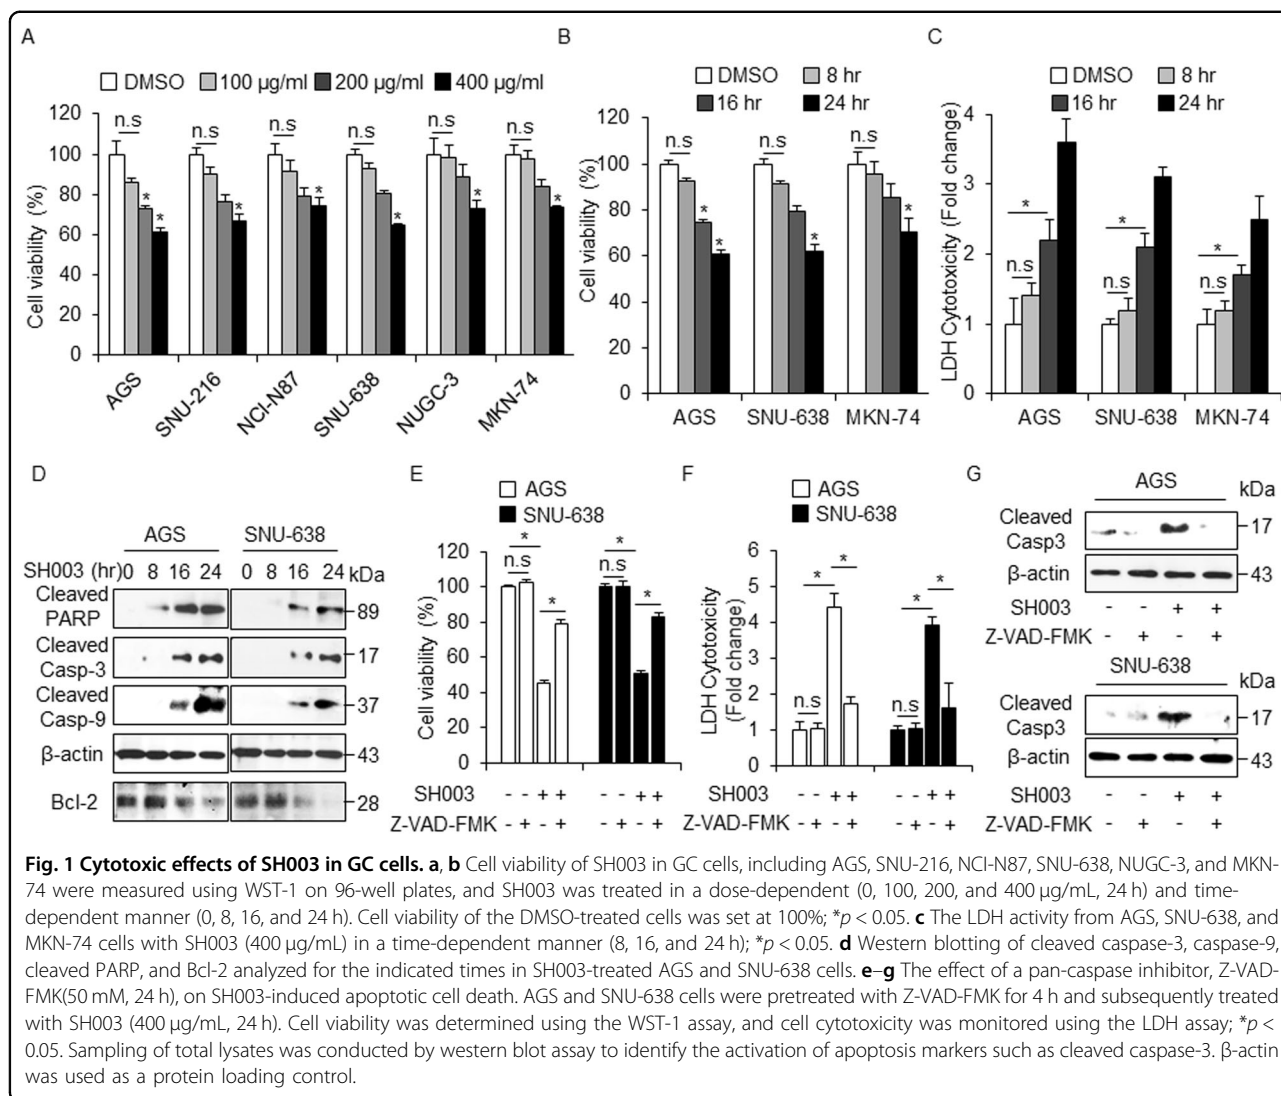 A
DMSO 100 µg/ml 200 µg/ml 400 µg/ml
Cell viability (%)
120
100
80
60
40
20
0
n.s n.s n.s n.s n.s n.s
* * * * * * *
AGS SNU-216 NCI-N87 SNU-638 NUGC-3 MKN-74
B
DMSO 8 hr
16 hr 24 hr
Cell viability (%)
120
100
80
60
40
20
0
n.s n.s n.s
* * * *
AGS SNU-638 MKN-74
C
DMSO 8 hr
16 hr 24 hr
LDH Cytotoxicity (Fold change)
4
3
2
1
0
* * *
n.s n.s n.s
AGS SNU-638 MKN-74
D
AGS SNU-638
SH003 (hr) 0 8 16 24 0 8 16 24 kDa
Cleaved
PARP
89
Cleaved
Casp-3
17
Cleaved
Casp-9
37
β-actin 43
Bcl-2 28
E
AGS
SNU-638
Cell viability (%)
120
100
80
60
40
20
0
* *
n.s n.s
* *
SH003 - - + + - - + +
Z-VAD-FMK - + - + - + - +
F
AGS
SNU-638
LDH Cytotoxicity
(Fold change)
6
5
4
3
2
1
0
* * * *
n.s n.s
SH003 - - + + - - + +
Z-VAD-FMK - + - + - + - +
G
AGS kDa
Cleaved
Casp3
17
β-actin 43
SH003 - - + +
Z-VAD-FMK - + - +
SNU-638 kDa
Cleaved
Casp3
17
β-actin 43
SH003 - - + +
Z-VAD-FMK - + - +
Fig. 1 Cytotoxic effects of SH003 in GC cells. a, b Cell viability of SH003 in GC cells, including AGS, SNU-216, NCI-N87, SNU-638, NUGC-3, and MKN-
74 were measured using WST-1 on 96-well plates, and SH003 was treated in a dose-dependent (0, 100, 200, and 400 µg/mL, 24 h) and time-
dependent manner (0, 8, 16, and 24 h). Cell viability of the DMSO-treated cells was set at 100%; *p < 0.05. c The LDH activity from AGS, SNU-638, and
MKN-74 cells with SH003 (400 µg/mL) in a time-dependent manner (8, 16, and 24 h); *p < 0.05. d Western blotting of cleaved caspase-3, caspase-9,
cleaved PARP, and Bcl-2 analyzed for the indicated times in SH003-treated AGS and SNU-638 cells. e–g The effect of a pan-caspase inhibitor, Z-VAD-
FMK(50 mM, 24 h), on SH003-induced apoptotic cell death. AGS and SNU-638 cells were pretreated with Z-VAD-FMK for 4 h and subsequently treated
with SH003 (400 µg/mL, 24 h). Cell viability was determined using the WST-1 assay, and cell cytotoxicity was monitored using the LDH assay; *p <
0.05. Sampling of total lysates was conducted by western blot assay to identify the activation of apoptosis markers such as cleaved caspase-3. β-actin
was used as a protein loading control.